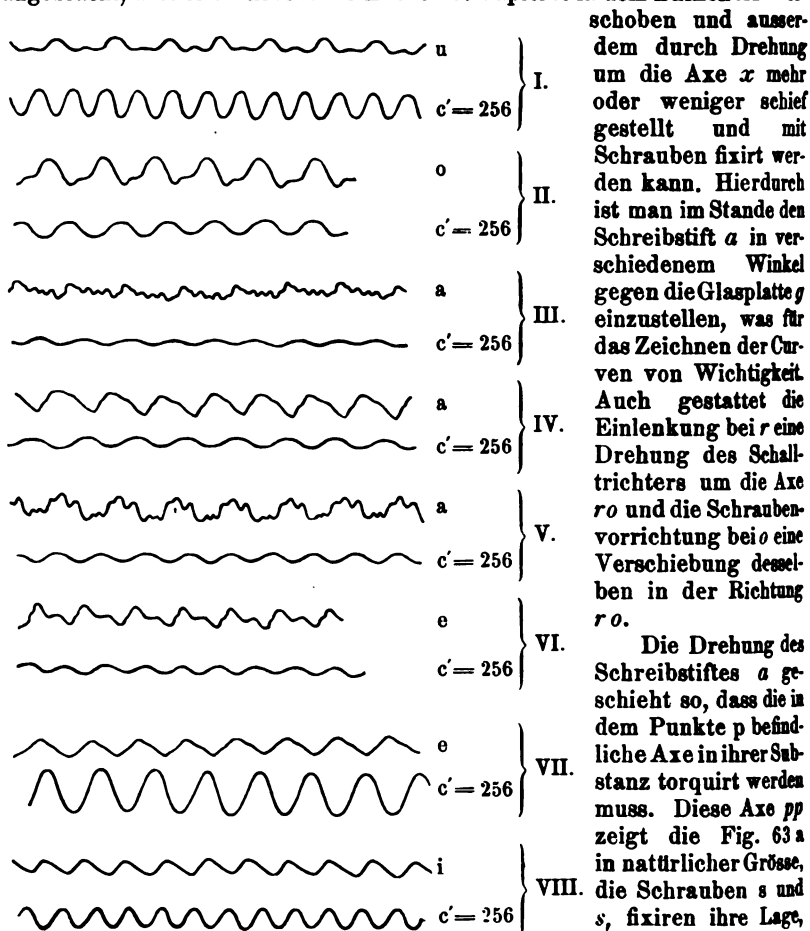 schoben und ausser-
dem durch Drehung
um die Axe x mehr
oder weniger schief
gestellt und mit
Schrauben fixirt wer-
den kann. Hierdurch
ist man im Stande den
Schreibstift a in ver-
schiedenem Winkel
gegen die Glasplatte g
einzustellen, was für
das Zeichnen der Cur-
ven von Wichtigkeit.
Auch gestattet die
Einlenkung bei r eine
Drehung des Schall-
trichters um die Axe
ro und die Schrauben-
vorrichtung bei o eine
Verschiebung dessel-
ben in der Richtung
r o.
Die Drehung des
Schreibstiftes a ge-
schieht so, dass die in
dem Punkte p befind-
liche Axe in ihrer Sub-
stanz torquirt werden
muss. Diese Axe pp
zeigt die Fig. 63 a
in natürlicher Grösse,
die Schrauben s und
s, fixiren ihre Lage,
u
I.
c′= 256
o
II.
c′= 256
a
III.
c′= 256
a
IV.
c′= 256
a
V.
c′= 256
e
VI.
c′= 256
e
VII.
c′= 256
i
VIII.
c′= 256